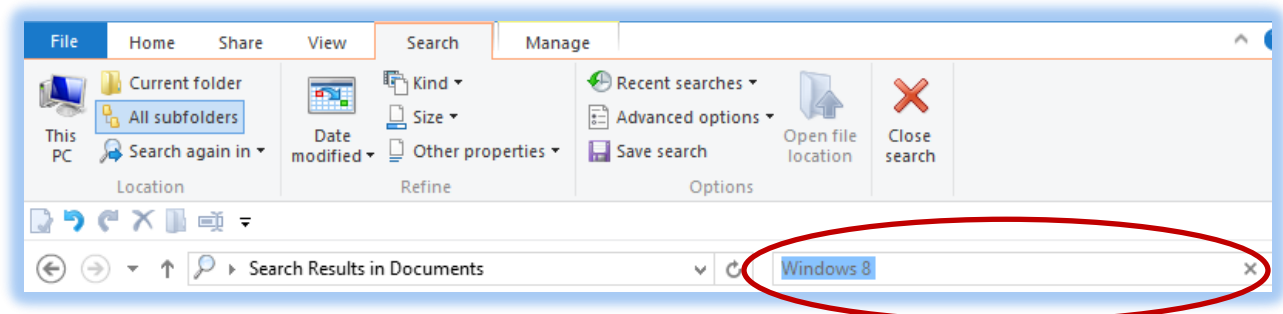 File Home Share View Search Manage
This PC
Current folder
All subfolders
Search again in
Location
Date modified
Kind
Size
Other properties
Refine
Recent searches
Advanced options
Save search
Open file location
Options
Close search
Search Results in Documents
Windows 8